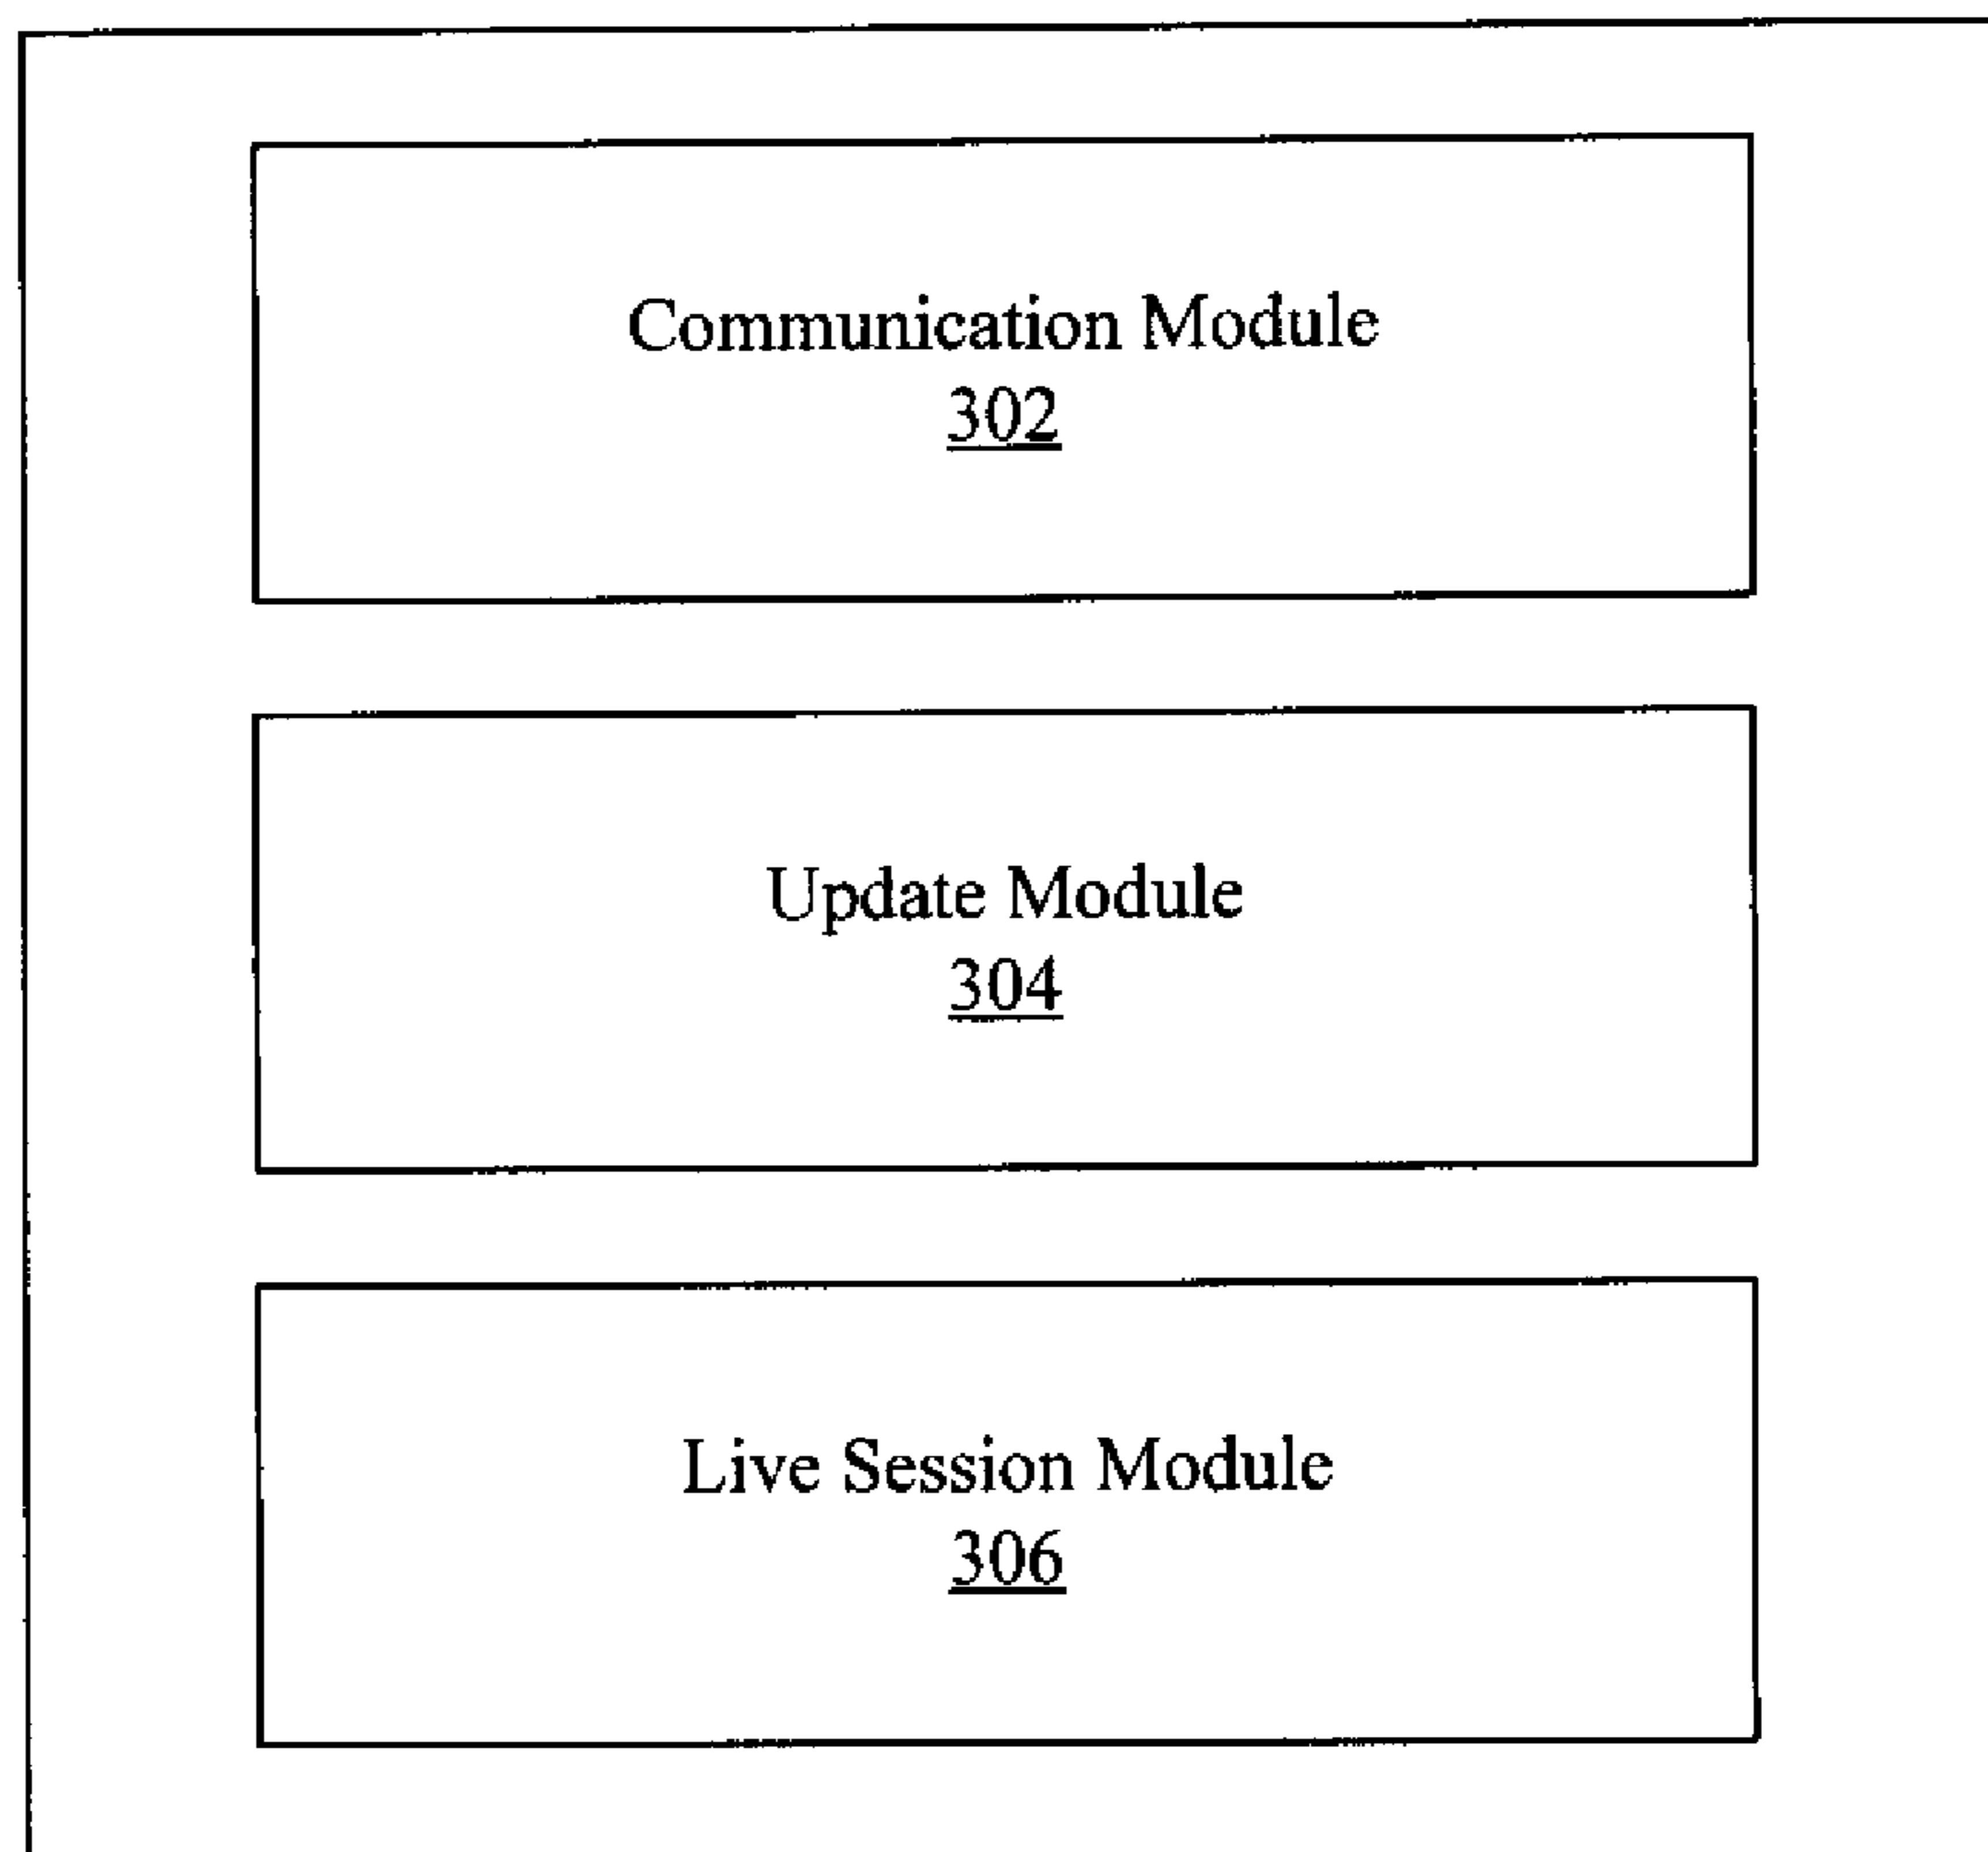 Communication Module
302
Update Module
304
Live Session Module
306